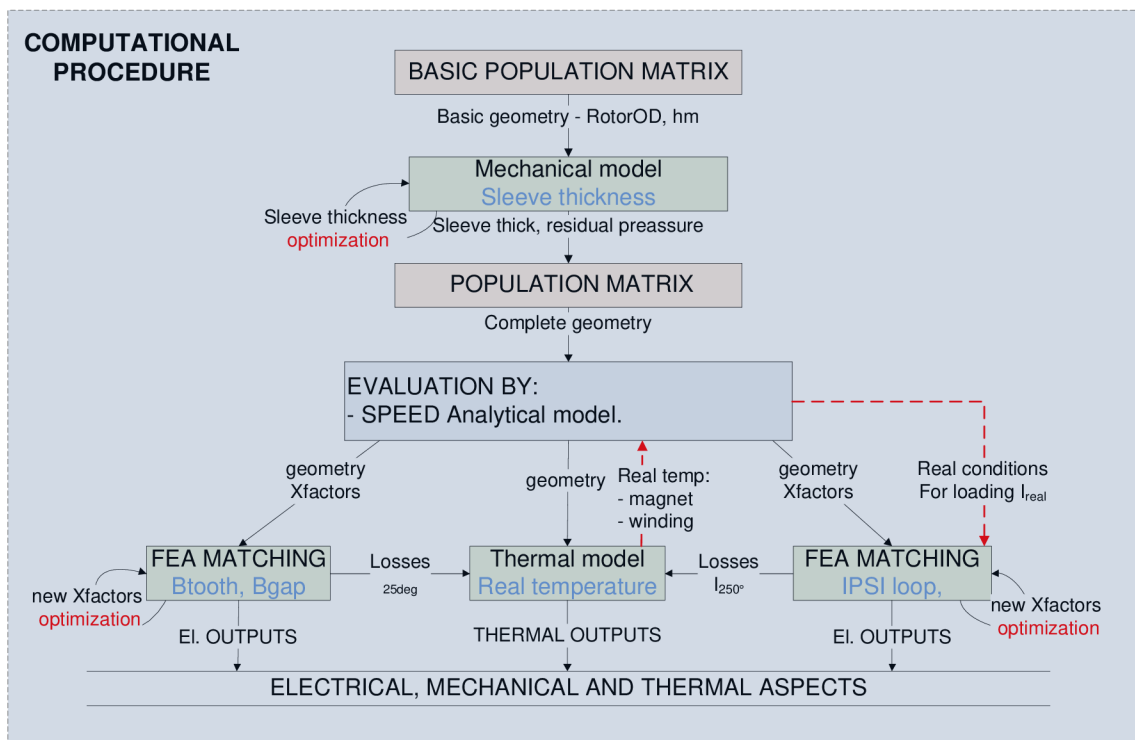 COMPUTATIONAL
PROCEDURE
BASIC POPULATION MATRIX
Basic geometry - RotorOD, hm
Mechanical model
Sleeve thickness
Sleeve thickness
optimization
Sleeve thick, residual preassure
POPULATION MATRIX
Complete geometry
EVALUATION BY:
- SPEED Analytical model.
geometry
Xfactors
geometry
Real temp:
- magnet
- winding
geometry
Xfactors
Real conditions
For loading Ireal
FEA MATCHING
Btooth, Bgap
Losses
25deg
Thermal model
Real temperature
Losses
I250°
FEA MATCHING
IPSI loop,
new Xfactors
optimization
new Xfactors
optimization
El. OUTPUTS
THERMAL OUTPUTS
El. OUTPUTS
ELECTRICAL, MECHANICAL AND THERMAL ASPECTS